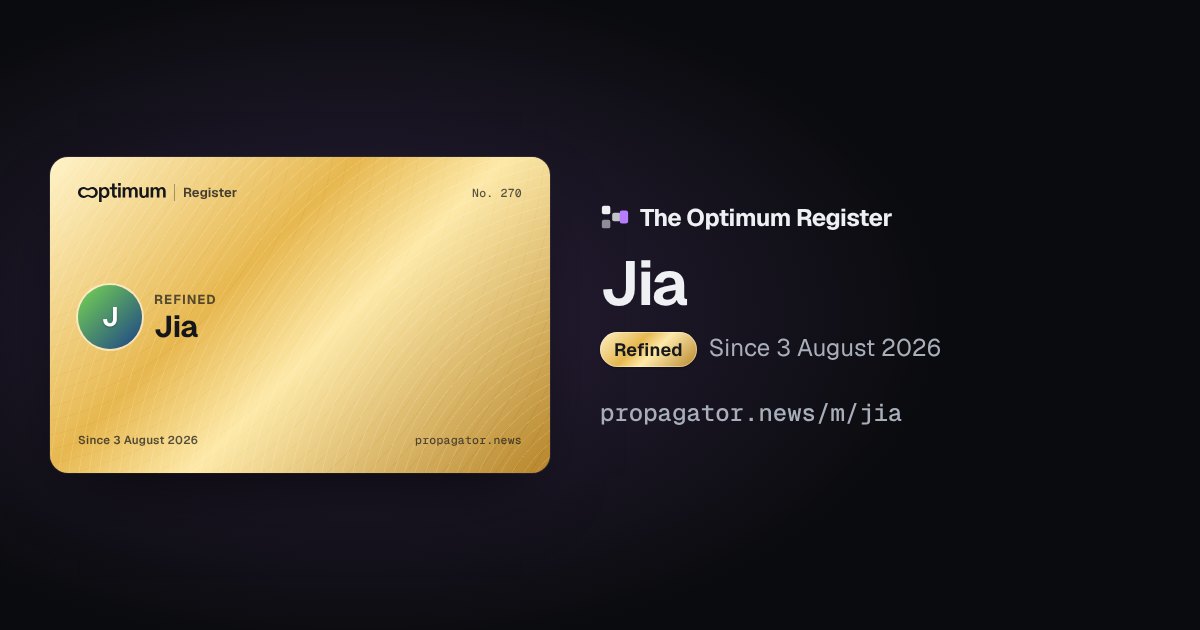 optimum | Register
No. 270
J
REFINED
Jia
Since 3 August 2026
propagator.news
The Optimum Register
Jia
Refined
Since 3 August 2026
propagator.news/m/jia